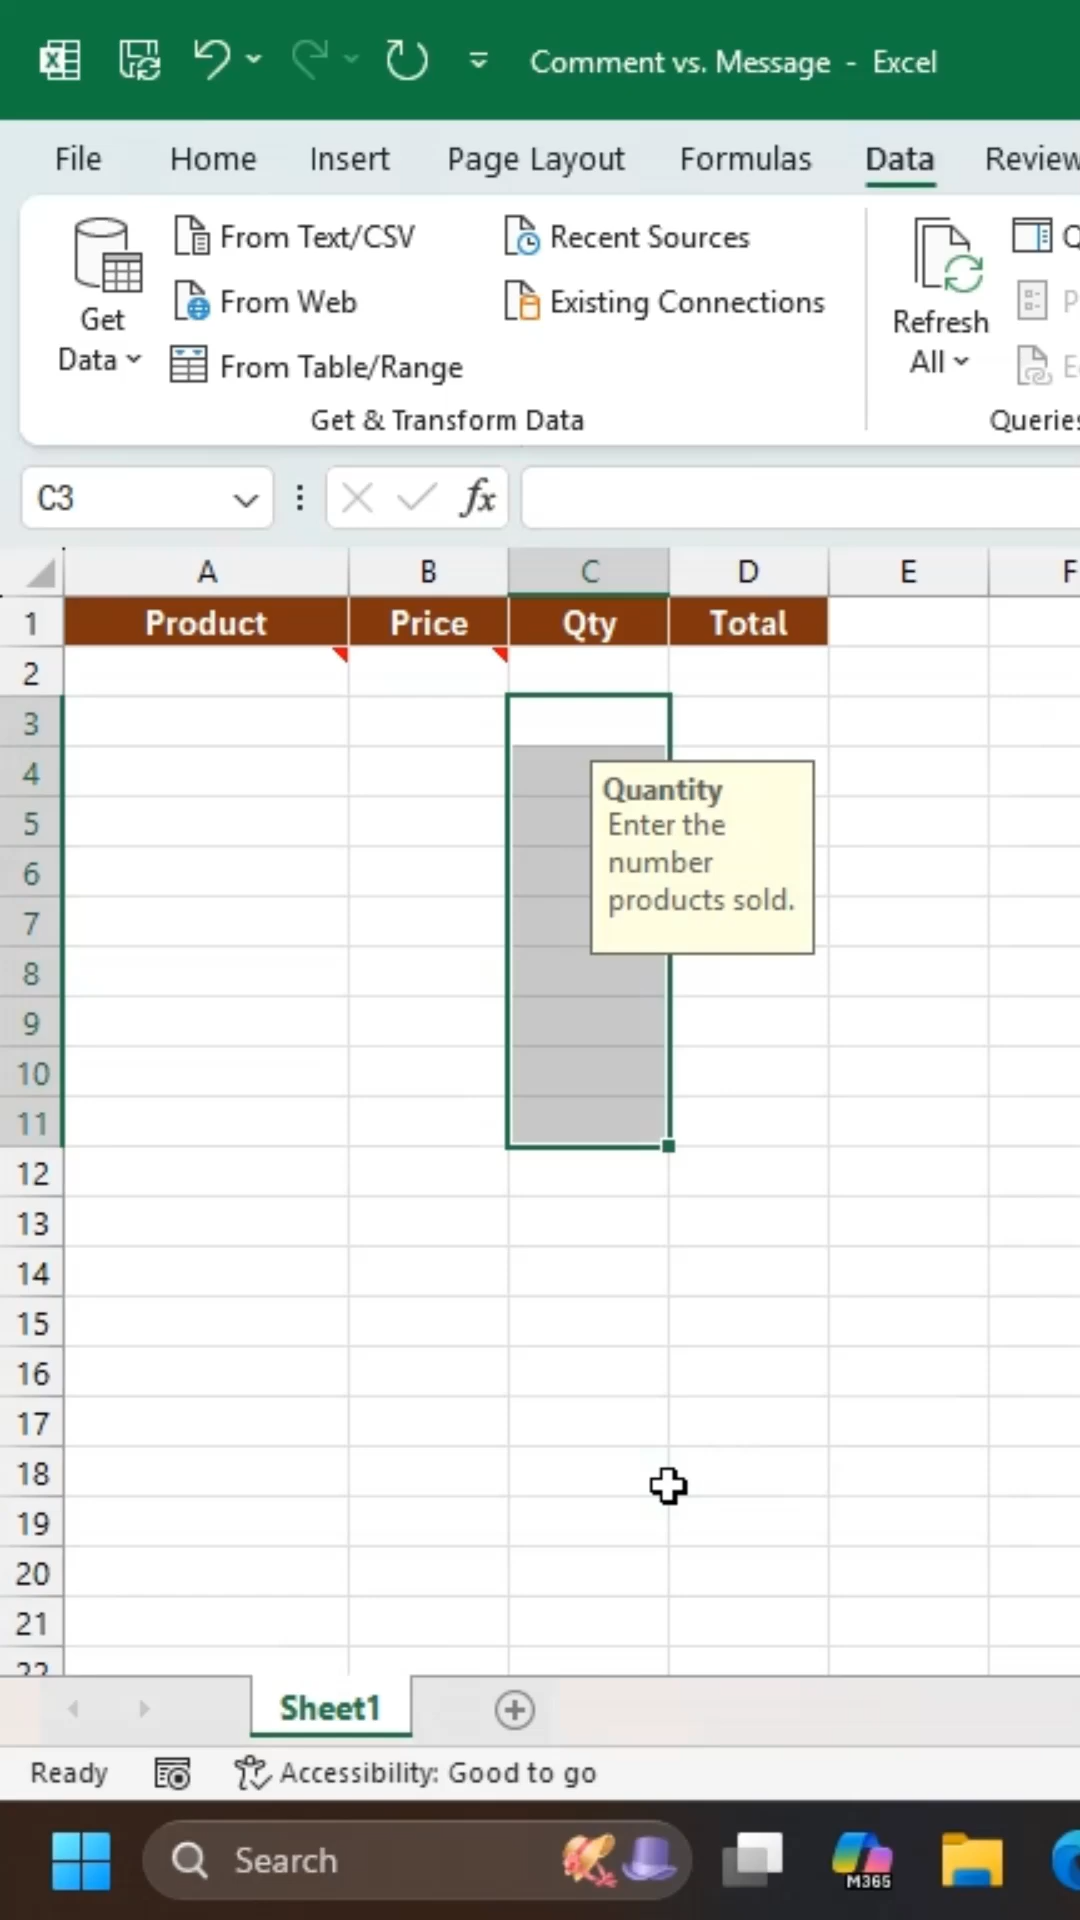 Comment vs. Message - Excel
File Home Insert Page Layout Formulas Data Review
From Text/CSV Recent Sources
From Web Existing Connections
From Table/Range
Get
Data
Refresh
All
Get & Transform Data Queries
C3 fx
A B C D E F
1 Product Price Qty Total
2
3
4
5
6
7
8
9
10
11
12
13
14
15
16
17
18
19
20
21
22
Quantity
Enter the
number
products sold.
Sheet1
Ready Accessibility: Good to go
Search M365